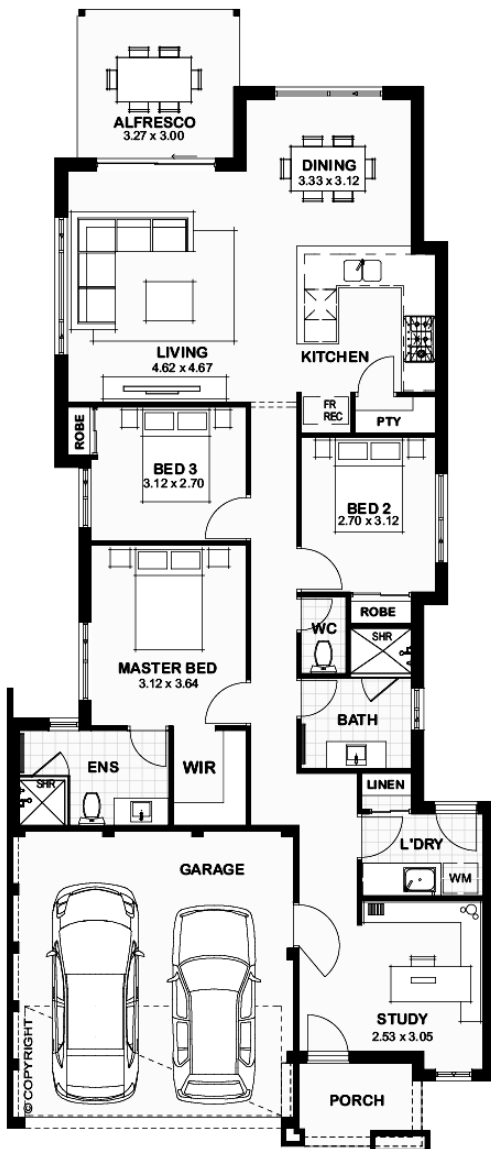 ALFRESCO
3.27 x 3.00
DINING
3.33 x 3.12
LIVING
4.62 x 4.67
KITCHEN
FR
REC
PTY
ROBE
BED 3
3.12 x 2.70
BED 2
2.70 x 3.12
ROBE
WC
SHR
MASTER BED
3.12 x 3.64
BATH
ENS
WIR
SHR
LINEN
L'DRY
WM
GARAGE
STUDY
2.53 x 3.05
PORCH
© COPYRIGHT